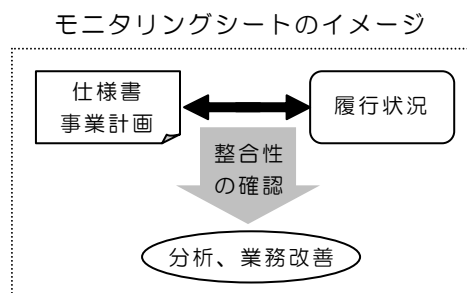 モニタリングシートのイメージ
仕様書
事業計画
履行状況
整合性
の確認
分析、業務改善